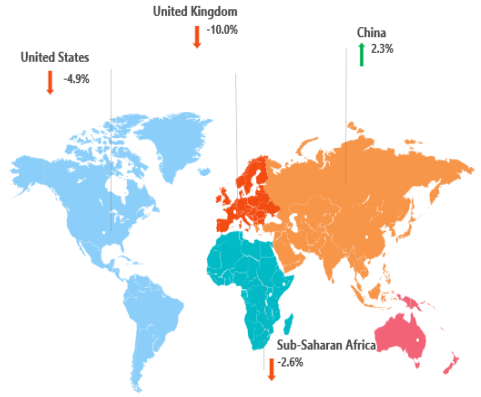 United Kingdom
-10.0%
China
2.3%
United States
-4.9%
Sub-Saharan Africa
-2.6%